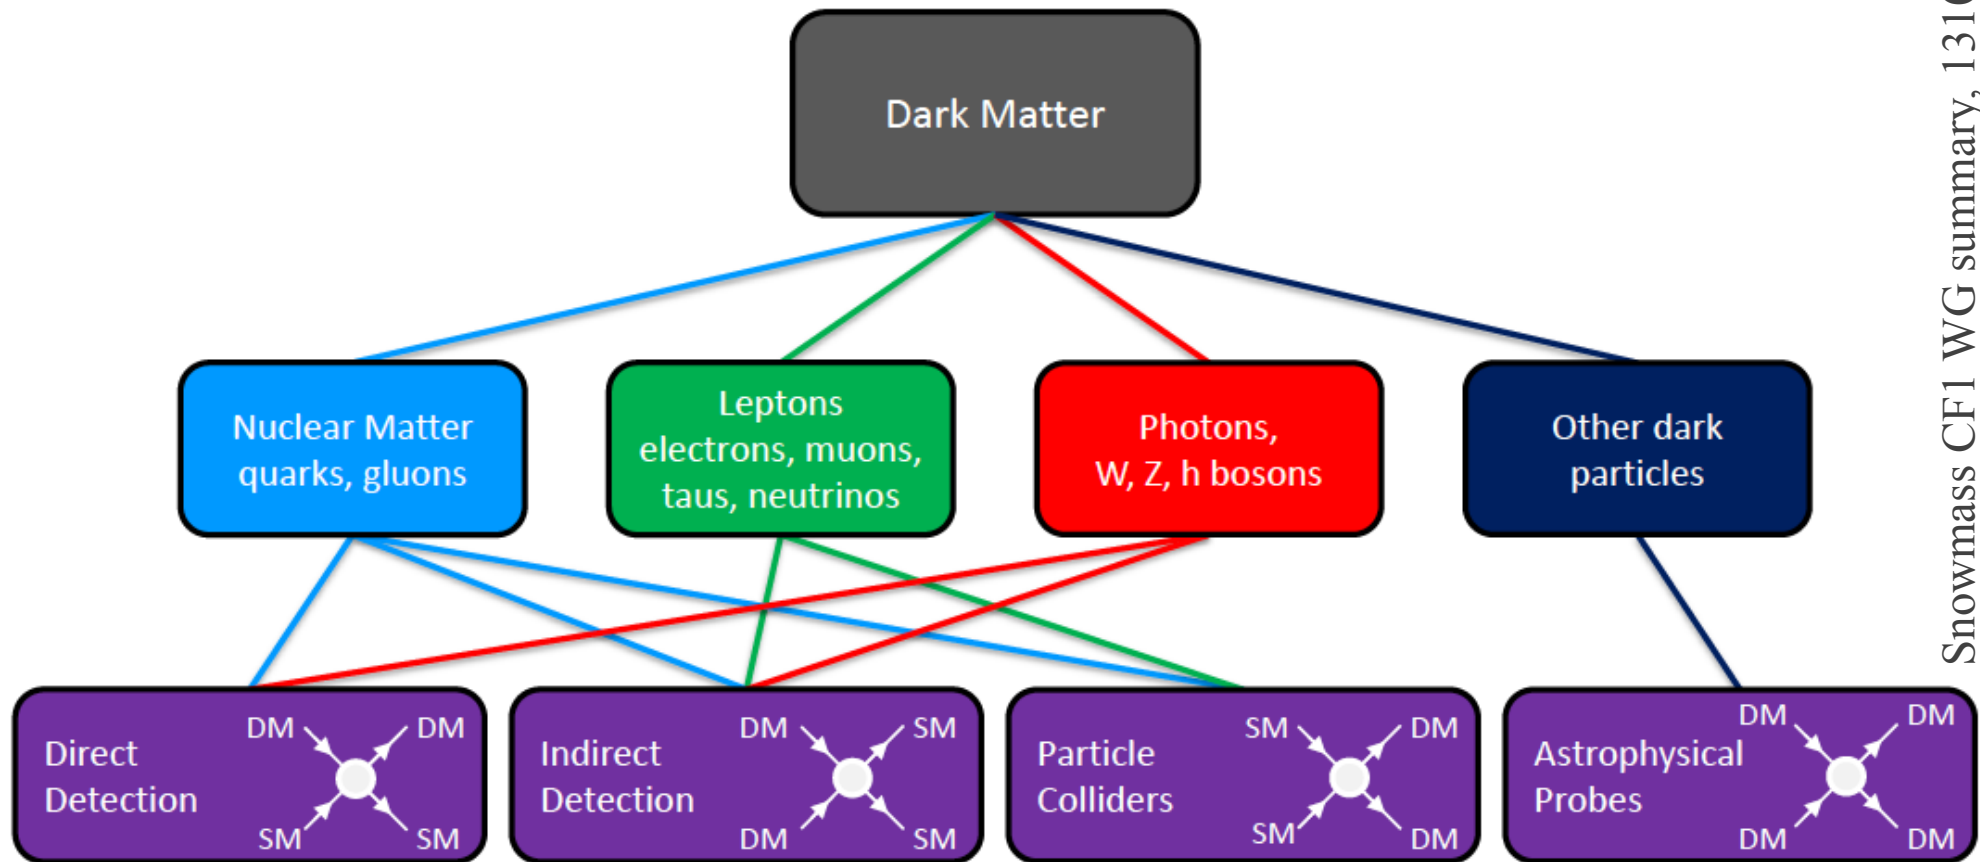 Dark Matter
Nuclear Matter
quarks, gluons
Leptons
electrons, muons,
taus, neutrinos
Photons,
W, Z, h bosons
Other dark
particles
Direct
Detection
DM
DM
SM
SM
Indirect
Detection
DM
SM
DM
SM
Particle
Colliders
SM
DM
SM
DM
Astrophysical
Probes
DM
DM
DM
DM
Snowmass CF1 WG summary,